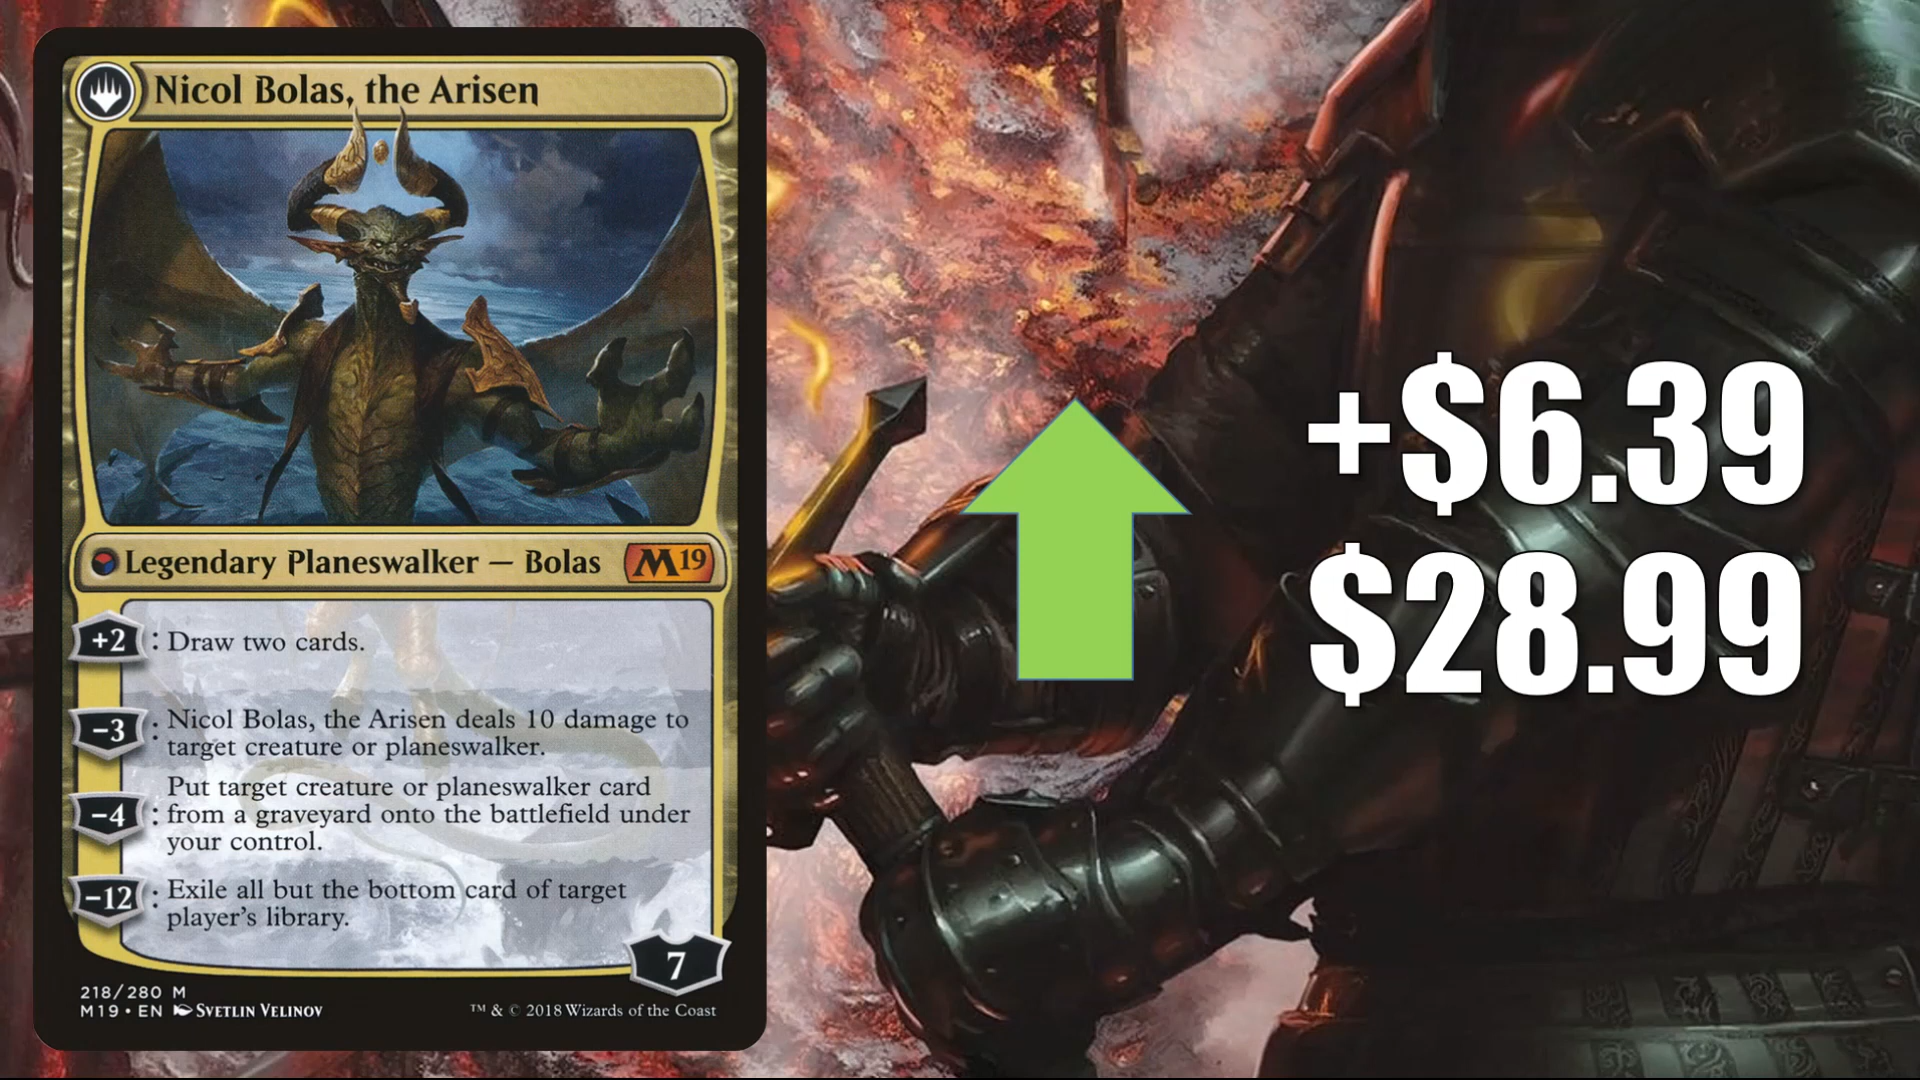 Nicol Bolas, the Arisen
Legendary Planeswalker — Bolas M19
+2 : Draw two cards.
−3 : Nicol Bolas, the Arisen deals 10 damage to
target creature or planeswalker.
Put target creature or planeswalker card
−4 : from a graveyard onto the battlefield under
your control.
−12 : Exile all but the bottom card of target
player's library.
7
218/280 M
M19 • EN Svetlin Velinov
™ & © 2018 Wizards of the Coast
+$6.39
$28.99